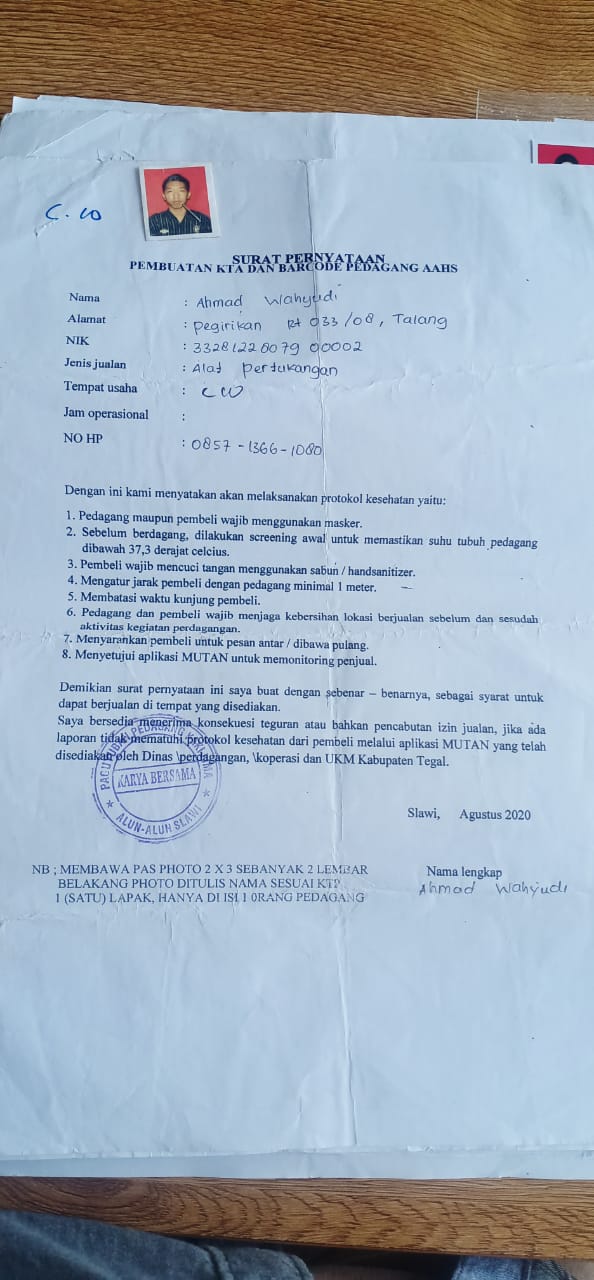 C. 10
SURAT PERNYATAAN
PEMBUATAN KTA DAN BARCODE PEDAGANG AAHS
Nama : Ahmad Wahyudi
Alamat : Pegirikan Rt 033/08, Talang
NIK : 3328122607900002
Jenis jualan : Alat Pertukangan
Tempat usaha :
Jam operasional :
NO HP : 0857-1366-1080
Dengan ini kami menyatakan akan melaksanakan protokol kesehatan yaitu:
1. Pedagang maupun pembeli wajib menggunakan masker.
2. Sebelum berdagang, dilakukan screening awal untuk memastikan suhu tubuh pedagang
dibawah 37,3 derajat celcius.
3. Pembeli wajib mencuci tangan menggunakan sabun / handsanitizer.
4. Mengatur jarak pembeli dengan pedagang minimal 1 meter.
5. Membatasi waktu kunjung pembeli.
6. Pedagang dan pembeli wajib menjaga kebersihan lokasi berjualan sebelum dan sesudah
aktivitas kegiatan perdagangan.
7. Menyarankan pembeli untuk pesan antar / dibawa pulang.
8. Menyetujui aplikasi MUTAN untuk memonitoring penjual.
Demikian surat pernyataan ini saya buat dengan sebenar – benarnya, sebagai syarat untuk
dapat berjualan di tempat yang disediakan.
Saya bersedia menerima konsekuesi teguran atau bahkan pencabutan izin jualan, jika ada
laporan tidak mematuhi protokol kesehatan dari pembeli melalui aplikasi MUTAN yang telah
disediakan oleh Dinas \perdagangan, \koperasi dan UKM Kabupaten Tegal.
PEDAGANG
KARYA BERSAMA
ALUN-ALUN SLAWI
Slawi, Agustus 2020
NB ; MEMBAWA PAS PHOTO 2 X 3 SEBANYAK 2 LEMBAR
BELAKANG PHOTO DITULIS NAMA SESUAI KTP
1 (SATU) LAPAK, HANYA DI ISI 1 0RANG PEDAGANG
Nama lengkap
Ahmad Wahyudi